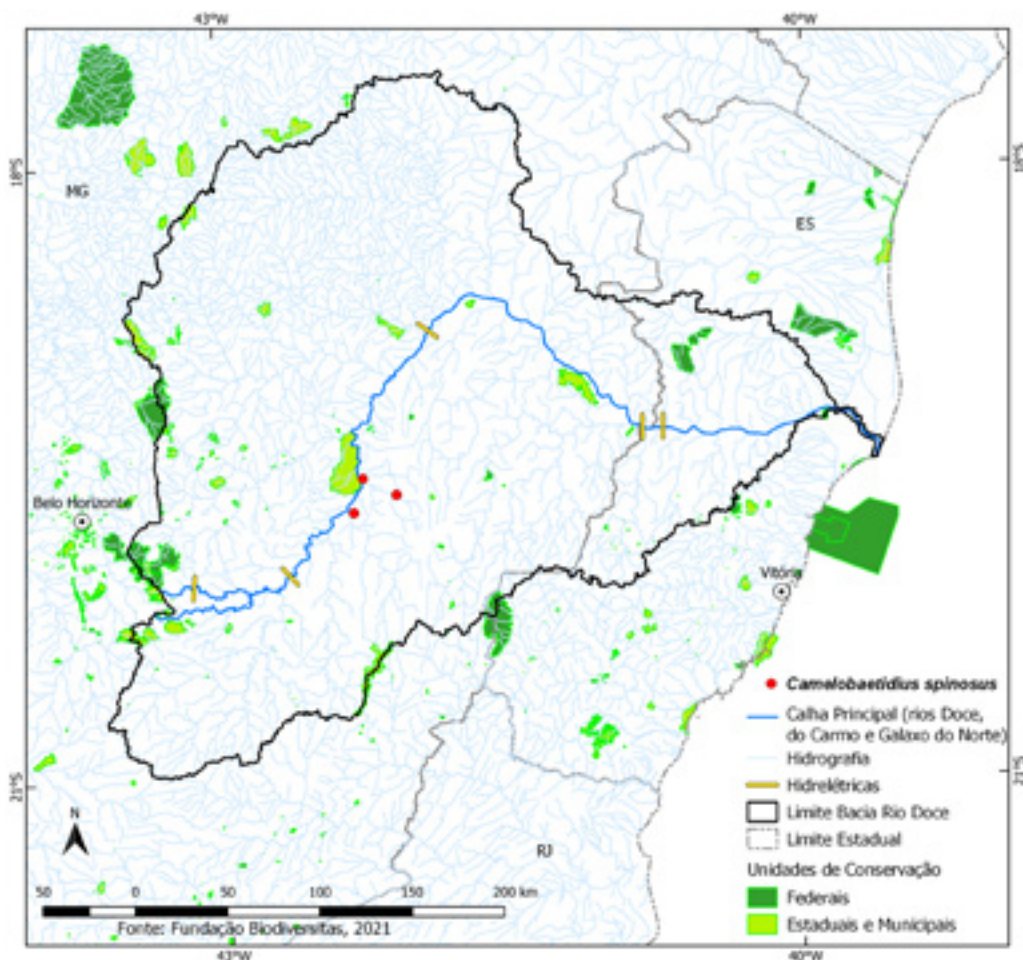 43°W
40°W
18°S
18°S
MG
ES
Belo Horizonte
Vitória
Camelobaetidius spinosus
Calha Principal (rios Doce,
do Carmo e Galaxo do Norte)
Hidrografia
Hidrelétricas
Limite Bacia Rio Doce
Limite Estadual
Unidades de Conservação
Federais
Estaduais e Municipais
21°S
21°S
N
RJ
50 0 50 100 150 200 km
Fonte: Fundação Biodiversitas, 2021
43°W
40°W